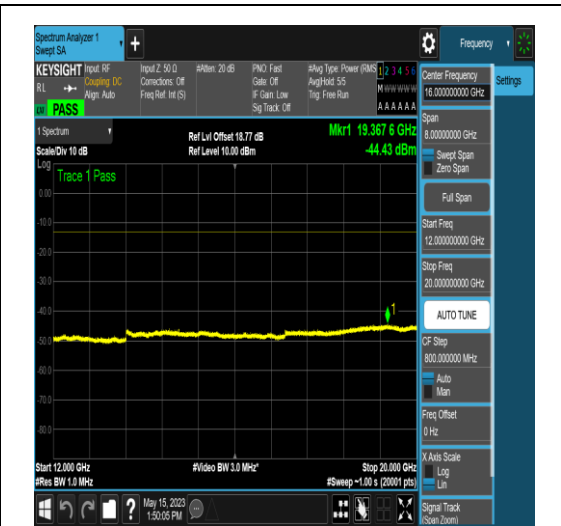 Spectrum Analyzer 1
Swept SA
+
Frequency
KEYSIGHT
RL
PASS
Input: RF
Coupling: DC
Align: Auto
Input Z: 50 Ω
Corrections: Off
Freq Ref: Int (S)
#Atten: 20 dB
PNO: Fast
Gate: Off
IF Gain: Low
Sig Track: Off
#Avg Type: Power (RMS
Avg|Hold: 5/5
Trig: Free Run
1 2 3 4 5 6
M W W W W W
A A A A A A
1 Spectrum
Scale/Div 10 dB
Ref Lvl Offset 18.77 dB
Ref Level 10.00 dBm
Mkr1 19.367 6 GHz
-44.43 dBm
Log
Trace 1 Pass
0.00
-10.0
-20.0
-30.0
-40.0
-50.0
-60.0
-70.0
-80.0
1
Start 12.000 GHz
#Res BW 1.0 MHz
#Video BW 3.0 MHz*
Stop 20.000 GHz
#Sweep ~1.00 s (20001 pts)
Center Frequency
16.000000000 GHz
Settings
Span
8.00000000 GHz
Swept Span
Zero Span
Full Span
Start Freq
12.000000000 GHz
Stop Freq
20.000000000 GHz
AUTO TUNE
CF Step
800.000000 MHz
Auto
Man
Freq Offset
0 Hz
X Axis Scale
Log
Lin
Signal Track
(Span Zoom)
?
May 15, 2023
1:50:05 PM